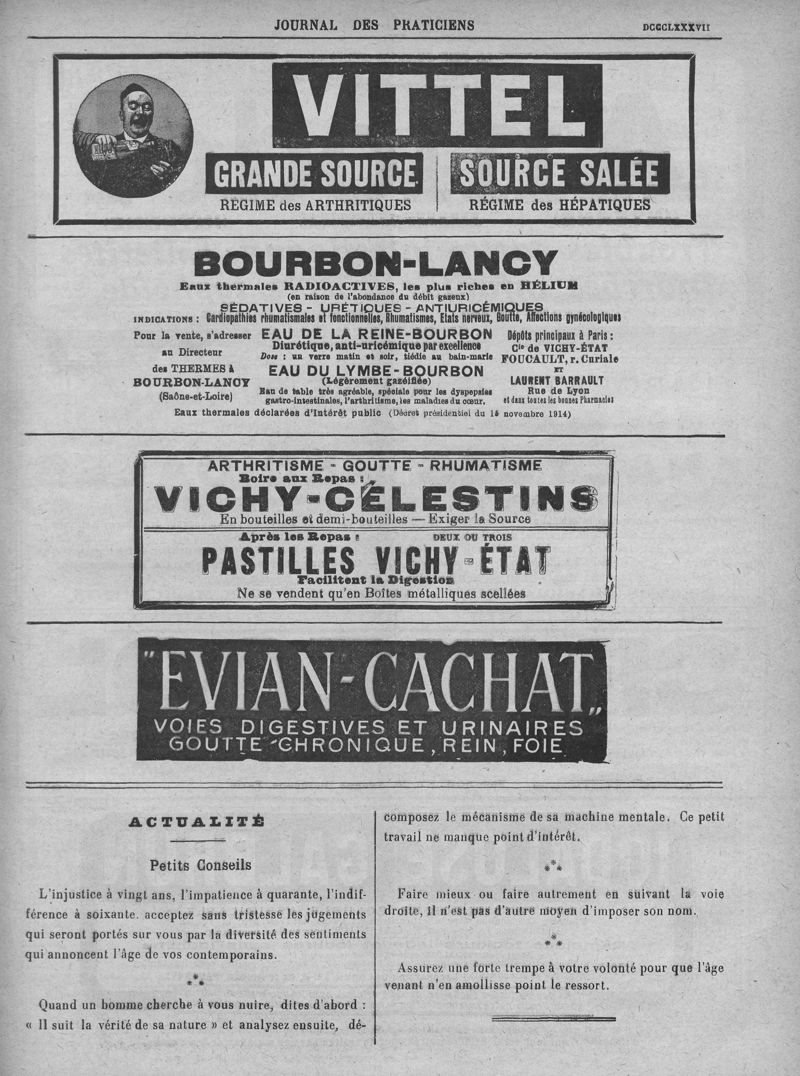 JOURNAL DES PRATICIENS
DCCCLXXXVII
VITTEL
GRANDE SOURCE
RÉGIME des ARTHRITIQUES
SOURCE SALÉE
RÉGIME des HÉPATIQUES
BOURBON-LANCY
Eaux thermales RADIOACTIVES, les plus riches en HÉLIUM
(en raison de l'abondance du débit gazeux)
SÉDATIVES - URÉTIQUES - ANTIURICÉMIQUES
INDICATIONS : Cardiopathies rhumatismales et fonctionnelles, Rhumatismes, Etats nerveux, Goutte, Affections gynécologiques
Pour la vente, s'adresser
au Directeur
des THERMES à
BOURBON-LANCY
(Saône-et-Loire)
EAU DE LA REINE-BOURBON
Diurétique, anti-uricémique par excellence
Dose : un verre matin et soir, tiédie au bain-marie
EAU DU LYMBE-BOURBON
(Légèrement gazéifiée)
Eau de table très agréable, spéciale pour les dyspepsies
gastro-intestinales, l'arthritisme, les maladies du cœur.
Dépôts principaux à Paris :
Cie de VICHY-ÉTAT
FOUCAULT, r. Curiale
ET
LAURENT BARRAULT
Rue de Lyon
et dans toutes les bonnes Pharmacies
Eaux thermales déclarées d'Intérêt public (Décret présidentiel du 15 novembre 1914)
ARTHRITISME - GOUTTE - RHUMATISME
Boire aux Repas :
VICHY-CÉLESTINS
En bouteilles et demi-bouteilles — Exiger la Source
Après les Repas : DEUX OU TROIS
PASTILLES VICHY-ÉTAT
Facilitent la Digestion
Ne se vendent qu'en Boîtes métalliques scellées
"EVIAN-CACHAT„
VOIES DIGESTIVES ET URINAIRES
GOUTTE-CHRONIQUE, REIN, FOIE
ACTUALITÉ
Petits Conseils
L'injustice à vingt ans, l'impatience à quarante, l'indif-
férence à soixante. acceptez sans tristesse les jugements
qui seront portés sur vous par la diversité des sentiments
qui annoncent l'âge de vos contemporains.
***
Quand un homme cherche à vous nuire, dites d'abord :
« Il suit la vérité de sa nature » et analysez ensuite, dé-
composez le mécanisme de sa machine mentale. Ce petit
travail ne manque point d'intérêt.
***
Faire mieux ou faire autrement en suivant la voie
droite, il n'est pas d'autre moyen d'imposer son nom.
***
Assurez une forte trempe à votre volonté pour que l'âge
venant n'en amollisse point le ressort.